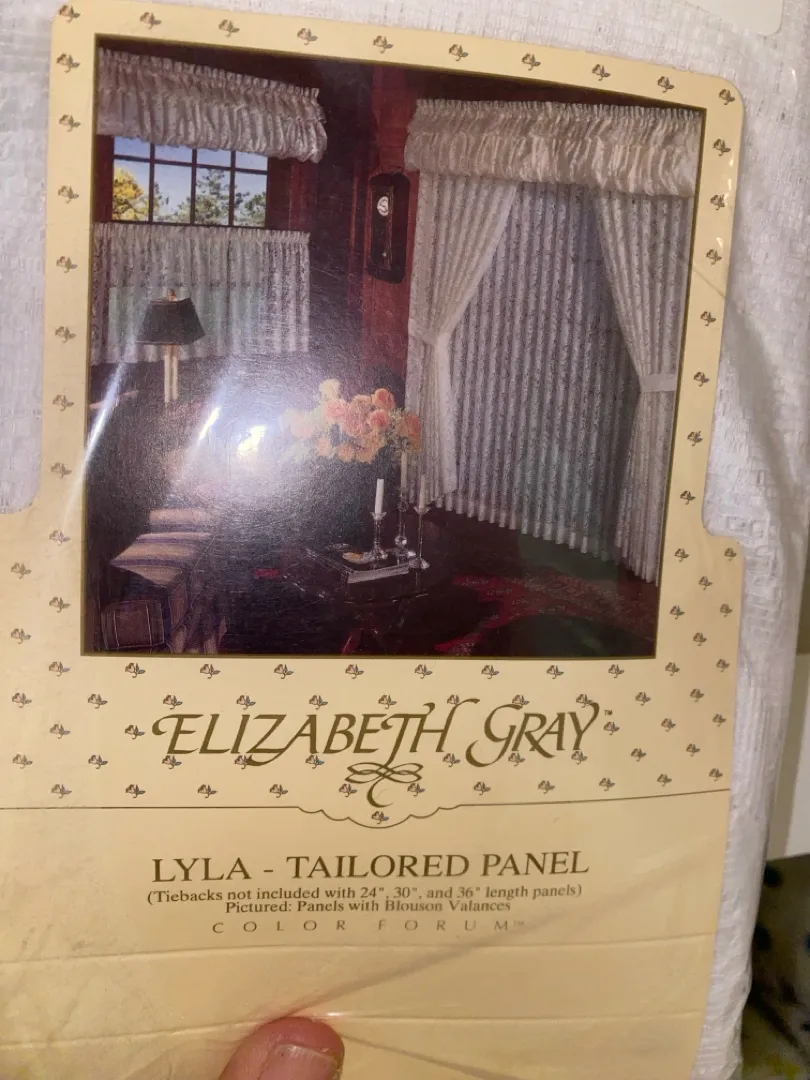 ELIZABETH GRAY™
LYLA - TAILORED PANEL
(Tiebacks not included with 24", 30", and 36" length panels)
Pictured: Panels with Blouson Valances
COLOR FORUM™